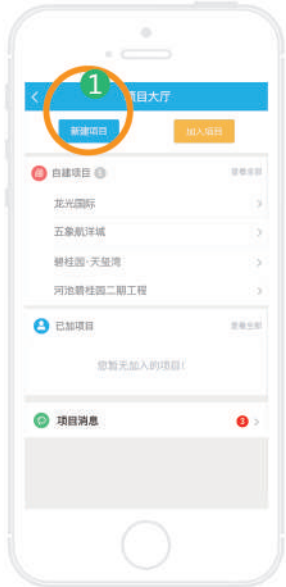 1
项目大厅
新建项目
加入项目
自建项目
查看全部
龙光国际
五象航洋城
碧桂园·天玺湾
河池碧桂园二期工程
已加项目
查看全部
您暂无加入的项目!
项目消息
3